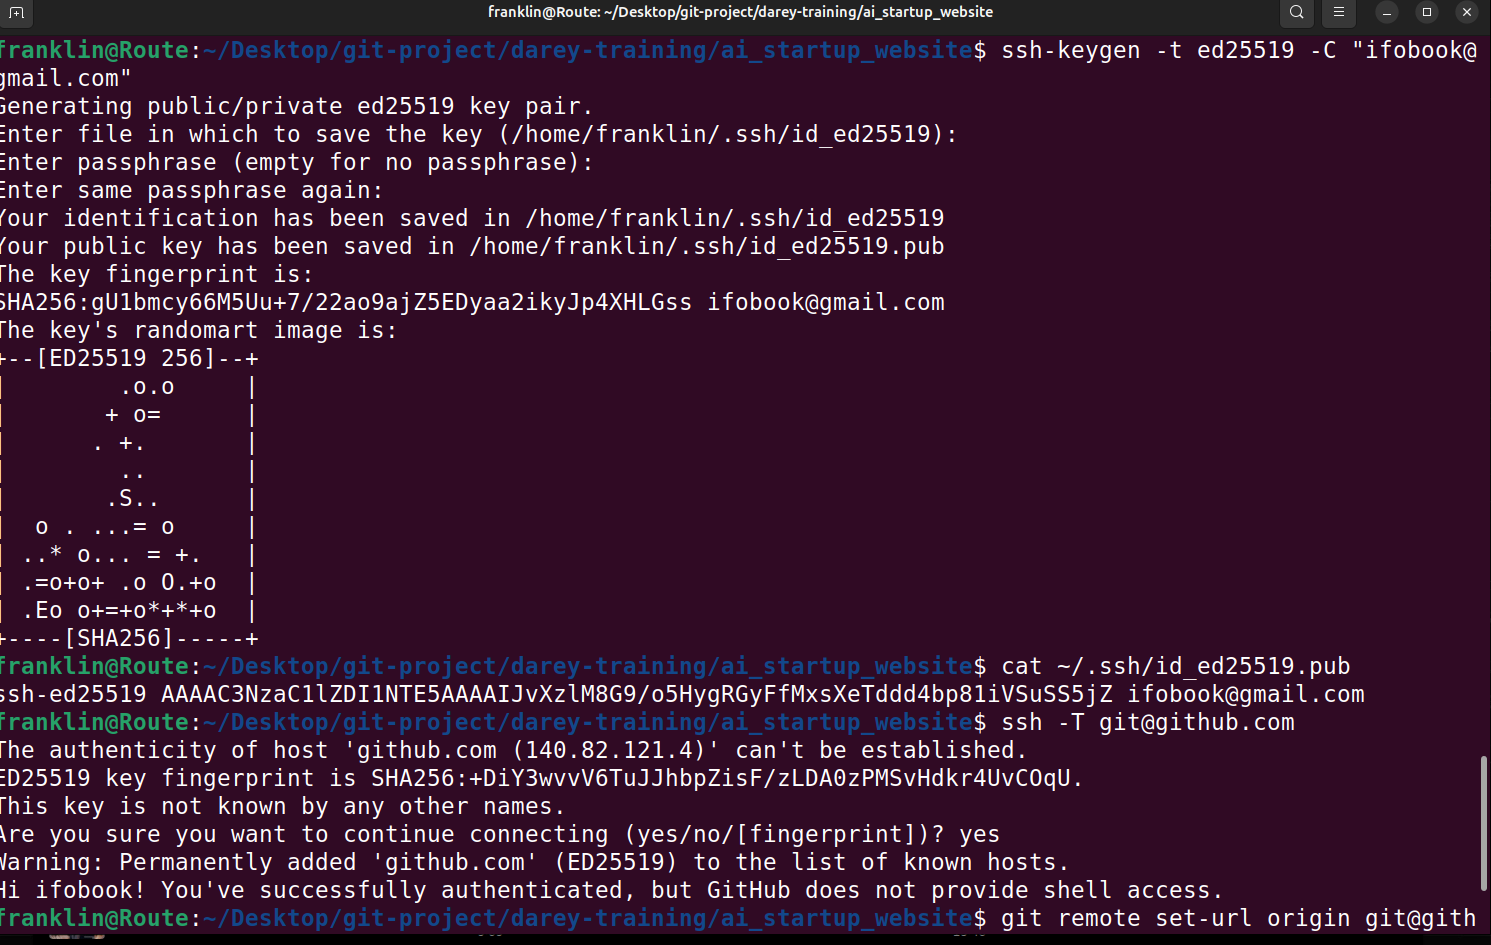 franklin@Route: ~/Desktop/git-project/darey-training/ai_startup_website
franklin@Route:~/Desktop/git-project/darey-training/ai_startup_website$ ssh-keygen -t ed25519 -C "ifobook@
gmail.com"
Generating public/private ed25519 key pair.
Enter file in which to save the key (/home/franklin/.ssh/id_ed25519):
Enter passphrase (empty for no passphrase):
Enter same passphrase again:
Your identification has been saved in /home/franklin/.ssh/id_ed25519
Your public key has been saved in /home/franklin/.ssh/id_ed25519.pub
The key fingerprint is:
SHA256:gU1bmcy66M5Uu+7/22ao9ajZ5EDyaa2ikyJp4XHLGss ifobook@gmail.com
The key's randomart image is:
+--[ED25519 256]--+
|        .o.o     |
|       + o=      |
|      . +.       |
|        ..       |
|       .S..      |
|  o . ...= o     |
| ..* o... = +.   |
| .=o+o+ .o O.+o  |
| .Eo o+=+o*+*+o  |
+----[SHA256]-----+
franklin@Route:~/Desktop/git-project/darey-training/ai_startup_website$ cat ~/.ssh/id_ed25519.pub
ssh-ed25519 AAAAC3NzaC1lZDI1NTE5AAAAIJvXzlM8G9/o5HygRGyFfMxsXeTddd4bp81iVSuSS5jZ ifobook@gmail.com
franklin@Route:~/Desktop/git-project/darey-training/ai_startup_website$ ssh -T git@github.com
The authenticity of host 'github.com (140.82.121.4)' can't be established.
ED25519 key fingerprint is SHA256:+DiY3wvvV6TuJJhbpZisF/zLDA0zPMSvHdkr4UvCOqU.
This key is not known by any other names.
Are you sure you want to continue connecting (yes/no/[fingerprint])? yes
Warning: Permanently added 'github.com' (ED25519) to the list of known hosts.
Hi ifobook! You've successfully authenticated, but GitHub does not provide shell access.
franklin@Route:~/Desktop/git-project/darey-training/ai_startup_website$ git remote set-url origin git@gith